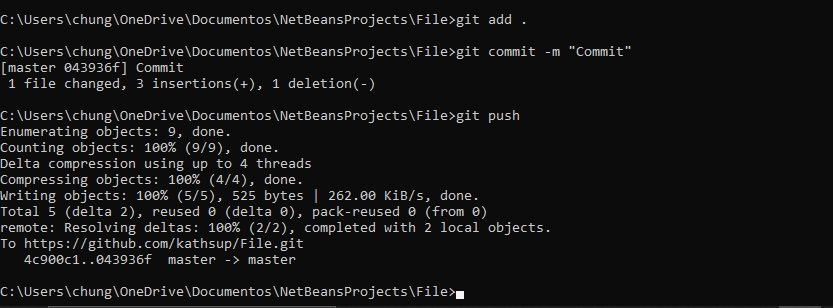 C:\Users\chung\OneDrive\Documentos\NetBeansProjects\File>git add .
C:\Users\chung\OneDrive\Documentos\NetBeansProjects\File>git commit -m "Commit"
[master 043936f] Commit
 1 file changed, 3 insertions(+), 1 deletion(-)
C:\Users\chung\OneDrive\Documentos\NetBeansProjects\File>git push
Enumerating objects: 9, done.
Counting objects: 100% (9/9), done.
Delta compression using up to 4 threads
Compressing objects: 100% (4/4), done.
Writing objects: 100% (5/5), 525 bytes | 262.00 KiB/s, done.
Total 5 (delta 2), reused 0 (delta 0), pack-reused 0 (from 0)
remote: Resolving deltas: 100% (2/2), completed with 2 local objects.
To https://github.com/kathsup/File.git
   4c900c1..043936f  master -> master
C:\Users\chung\OneDrive\Documentos\NetBeansProjects\File>